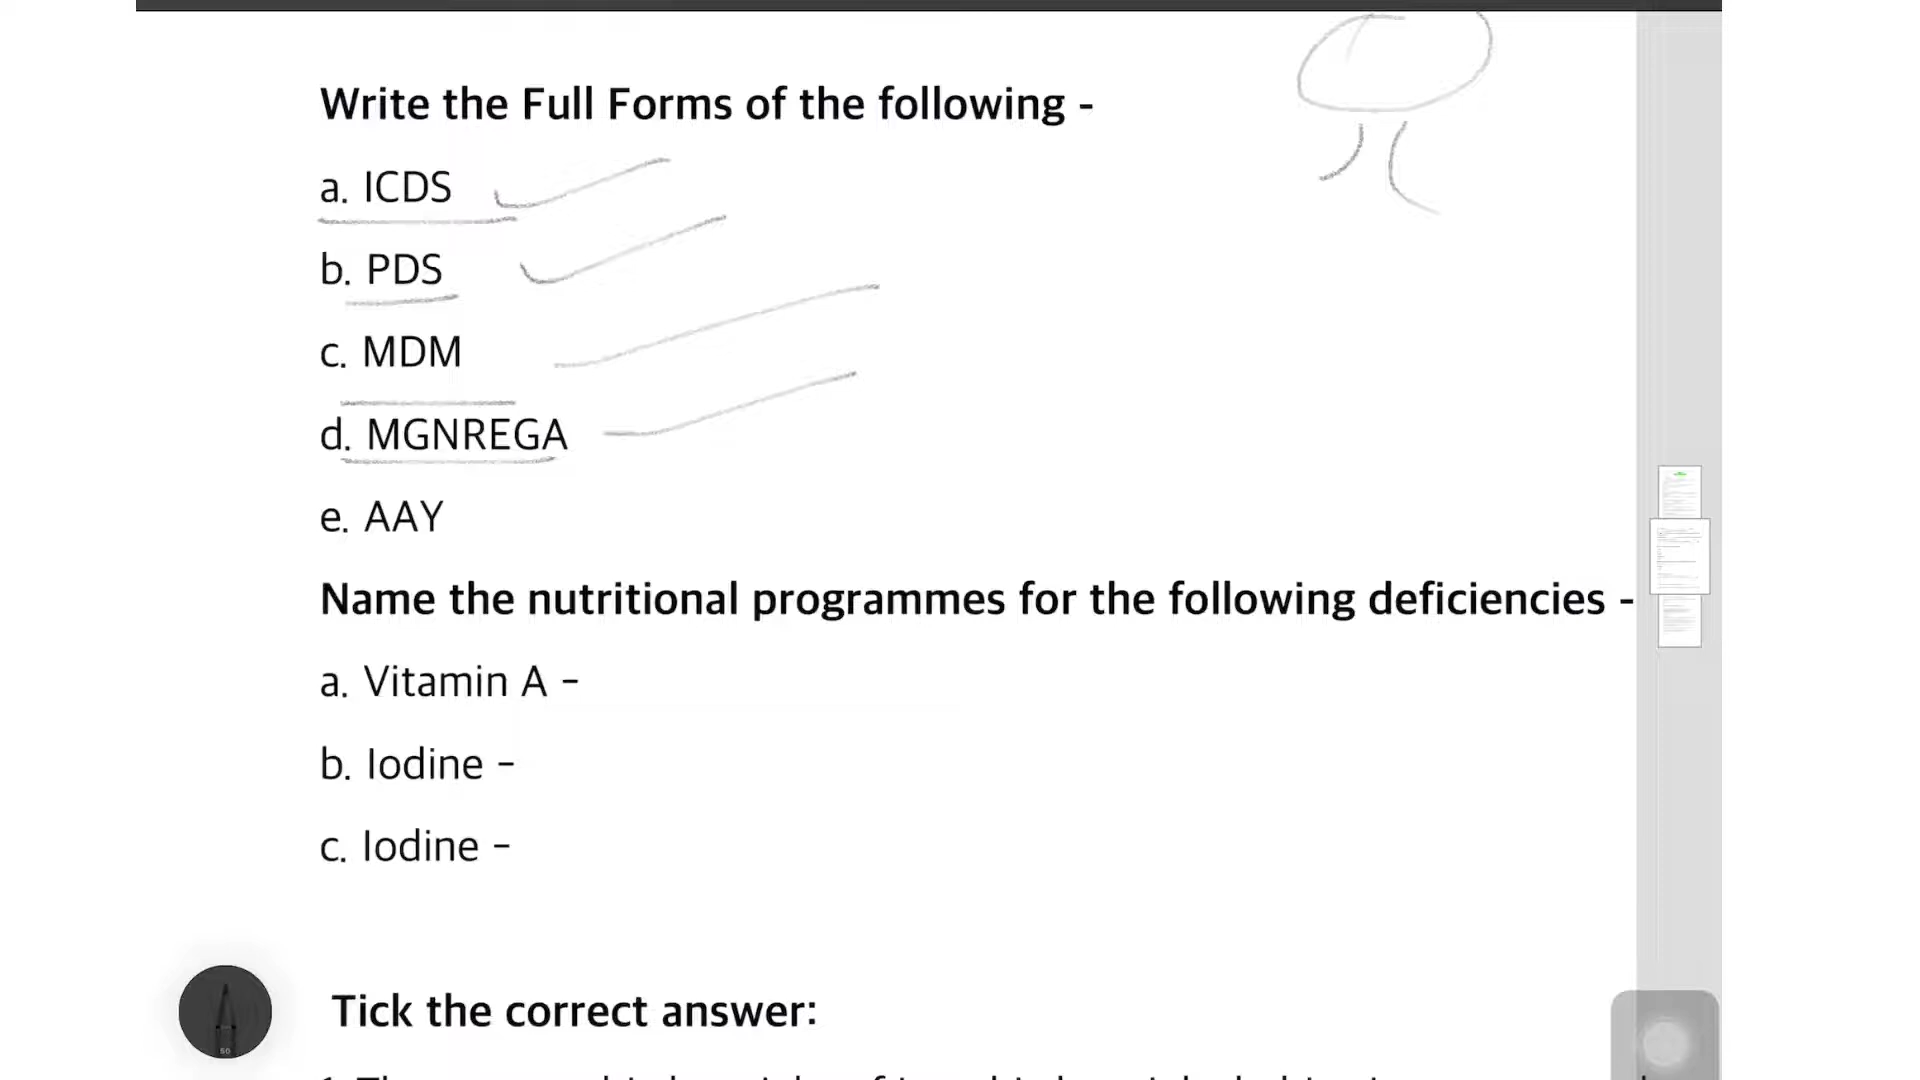 Write the Full Forms of the following -
a. ICDS
b. PDS
c. MDM
d. MGNREGA
e. AAY
Name the nutritional programmes for the following deficiencies -
a. Vitamin A –
b. Iodine –
c. Iodine –
Tick the correct answer:
50